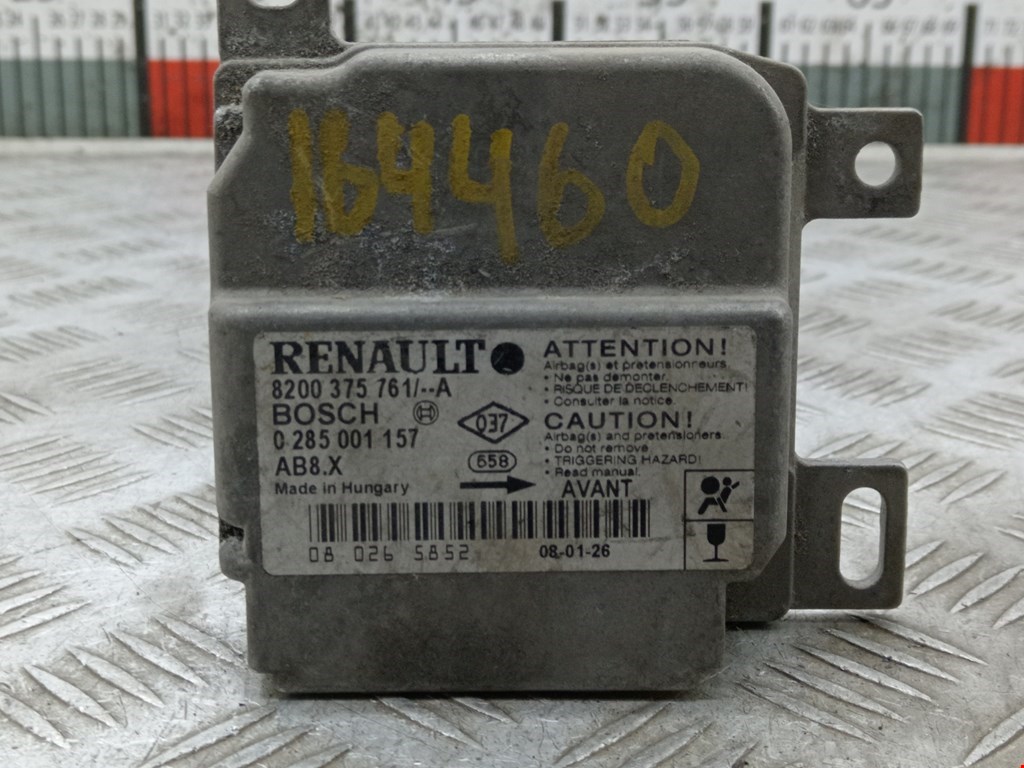 164460
RENAULT
8200 375 761/--A
BOSCH
0 285 001 157
AB8.X
Made in Hungary
037
658
AVANT
ATTENTION!
Airbag(s) et pretensionneurs
• Ne pas demonter.
• RISQUE DE DECLENCHEMENT!
• Consulter la notice.
CAUTION!
Airbag(s) and pretensioners
• Do not remove
• TRIGGERING HAZARD!
• Read manual.
08 026 5852
08-01-26